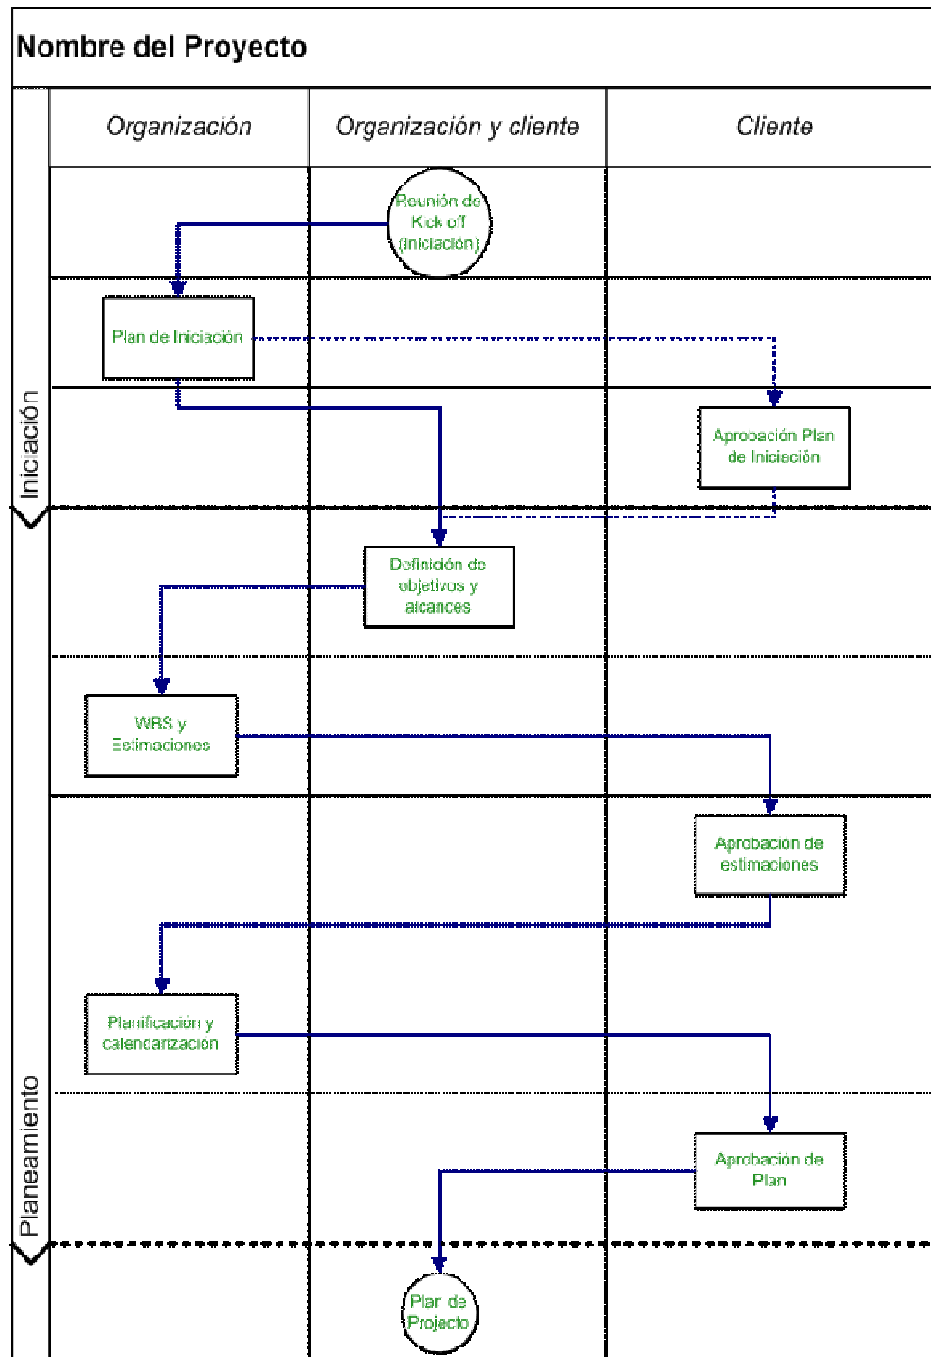 Nombre del Proyecto
Organización
Organización y cliente
Cliente
Reunión de
Kick off
(iniciación)
Plan de Iniciación
Aprobación Plan
de Iniciación
Iniciación
Definición de
objetivos y
alcances
WBS y
Estimaciones
Aprobación de
estimaciones
Planificación y
calendarización
Planeamiento
Aprobación de
Plan
Plan de
Projecto